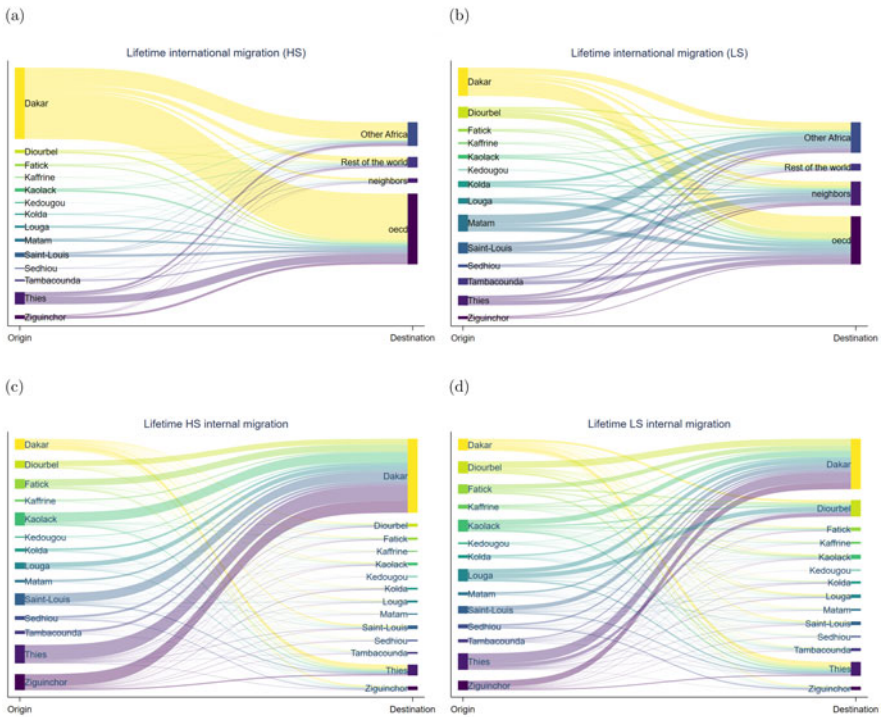 (a)
Lifetime international migration (HS)
Dakar
Diourbel
Fatick
Kaffrine
Kaolack
Kedougou
Kolda
Louga
Matam
Saint-Louis
Sedhiou
Tambacounda
Thies
Ziguinchor
Other Africa
Rest of the world
neighbors
oecd
Origin
Destination
(b)
Lifetime international migration (LS)
Dakar
Diourbel
Fatick
Kaffrine
Kaolack
Kedougou
Kolda
Louga
Matam
Saint-Louis
Sedhiou
Tambacounda
Thies
Ziguinchor
Other Africa
Rest of the world
neighbors
oecd
Origin
Destination
(c)
Lifetime HS internal migration
Dakar
Diourbel
Fatick
Kaffrine
Kaolack
Kedougou
Kolda
Louga
Matam
Saint-Louis
Sedhiou
Tambacounda
Thies
Ziguinchor
Dakar
Diourbel
Fatick
Kaffrine
Kaolack
Kedougou
Kolda
Louga
Matam
Saint-Louis
Sedhiou
Tambacounda
Thies
Ziguinchor
Origin
Destination
(d)
Lifetime LS internal migration
Dakar
Diourbel
Fatick
Kaffrine
Kaolack
Kedougou
Kolda
Louga
Matam
Saint-Louis
Sedhiou
Tambacounda
Thies
Ziguinchor
Dakar
Diourbel
Fatick
Kaffrine
Kaolack
Kedougou
Kolda
Louga
Matam
Saint-Louis
Sedhiou
Tambacounda
Thies
Ziguinchor
Origin
Destination